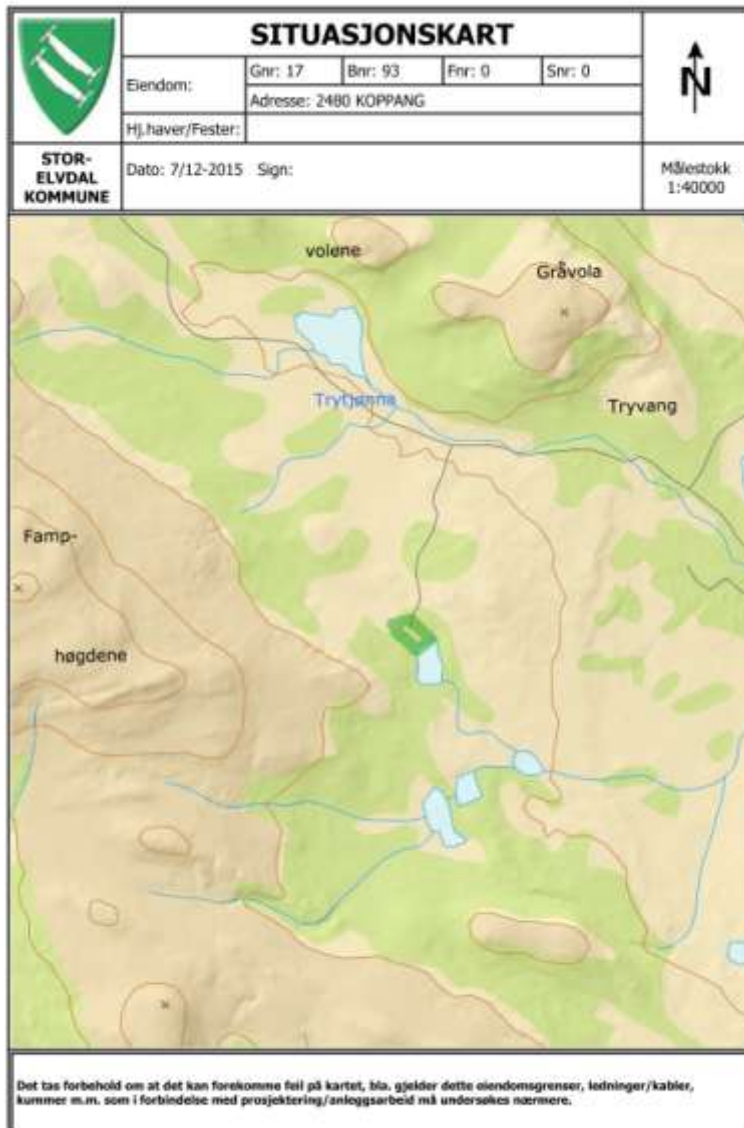 SITUASJONSKART
Eiendom:
Gnr: 17
Bnr: 93
Fnr: 0
Snr: 0
Adresse: 2480 KOPPANG
Hj.haver/Fester:
N
STOR-
ELVDAL
KOMMUNE
Dato: 7/12-2015 Sign:
Målestokk
1:40000
volene
Gråvola
Trytjønna
Tryvang
Famp-
høgdene
Det tas forbehold om at det kan forekomme feil på kartet, bla. gjelder dette eiendomsgrenser, ledninger/kabler,
kummer m.m. som i forbindelse med prosjektering/anleggsarbeid må undersøkes nærmere.